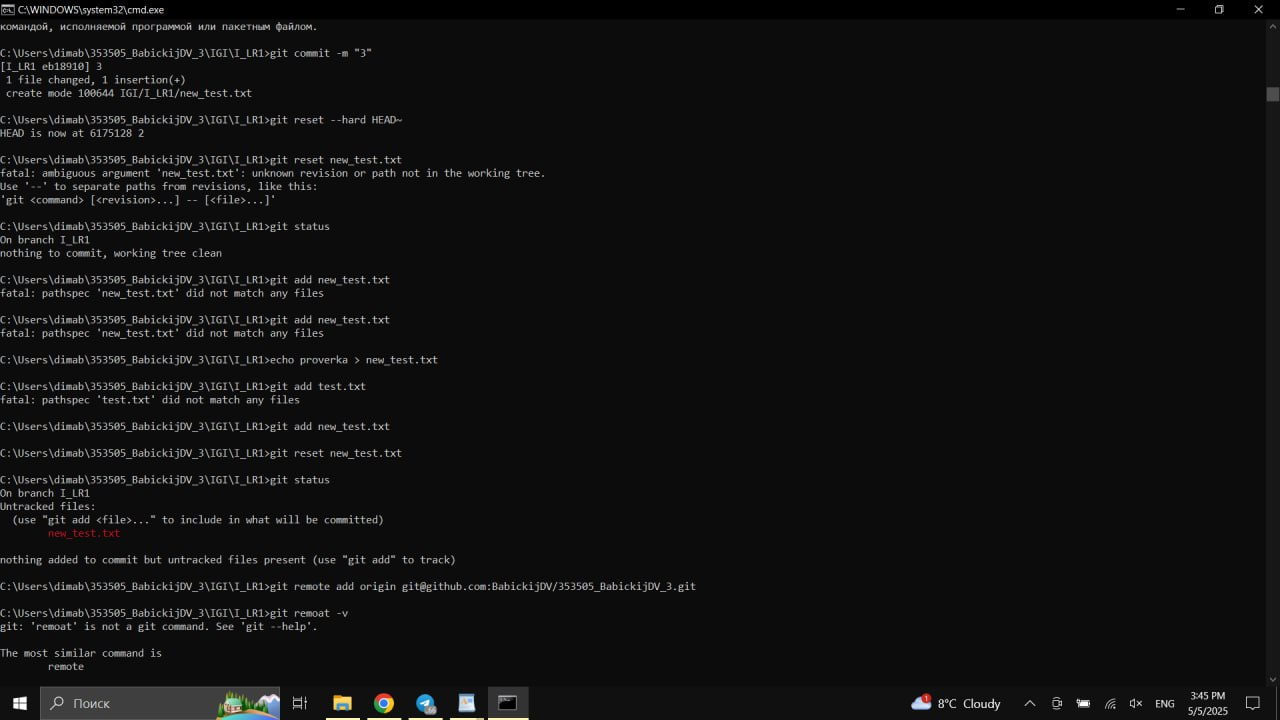 C:\WINDOWS\system32\cmd.exe
командой, исполняемой программой или пакетным файлом.
C:\Users\dimab\353505_BabickijDV_3\IGI\I_LR1>git commit -m "3"
[I_LR1 eb18910] 3
 1 file changed, 1 insertion(+)
 create mode 100644 IGI/I_LR1/new_test.txt
C:\Users\dimab\353505_BabickijDV_3\IGI\I_LR1>git reset --hard HEAD~
HEAD is now at 6175128 2
C:\Users\dimab\353505_BabickijDV_3\IGI\I_LR1>git reset new_test.txt
fatal: ambiguous argument 'new_test.txt': unknown revision or path not in the working tree.
Use '--' to separate paths from revisions, like this:
'git <command> [<revision>...] -- [<file>...]'
C:\Users\dimab\353505_BabickijDV_3\IGI\I_LR1>git status
On branch I_LR1
nothing to commit, working tree clean
C:\Users\dimab\353505_BabickijDV_3\IGI\I_LR1>git add new_test.txt
fatal: pathspec 'new_test.txt' did not match any files
C:\Users\dimab\353505_BabickijDV_3\IGI\I_LR1>git add new_test.txt
fatal: pathspec 'new_test.txt' did not match any files
C:\Users\dimab\353505_BabickijDV_3\IGI\I_LR1>echo proverka > new_test.txt
C:\Users\dimab\353505_BabickijDV_3\IGI\I_LR1>git add test.txt
fatal: pathspec 'test.txt' did not match any files
C:\Users\dimab\353505_BabickijDV_3\IGI\I_LR1>git add new_test.txt
C:\Users\dimab\353505_BabickijDV_3\IGI\I_LR1>git reset new_test.txt
C:\Users\dimab\353505_BabickijDV_3\IGI\I_LR1>git status
On branch I_LR1
Untracked files:
  (use "git add <file>..." to include in what will be committed)
        new_test.txt
nothing added to commit but untracked files present (use "git add" to track)
C:\Users\dimab\353505_BabickijDV_3\IGI\I_LR1>git remote add origin git@github.com:BabickijDV/353505_BabickijDV_3.git
C:\Users\dimab\353505_BabickijDV_3\IGI\I_LR1>git remoat -v
git: 'remoat' is not a git command. See 'git --help'.
The most similar command is
        remote
Поиск
1
8°C Cloudy
ENG
3:45 PM
5/5/2025